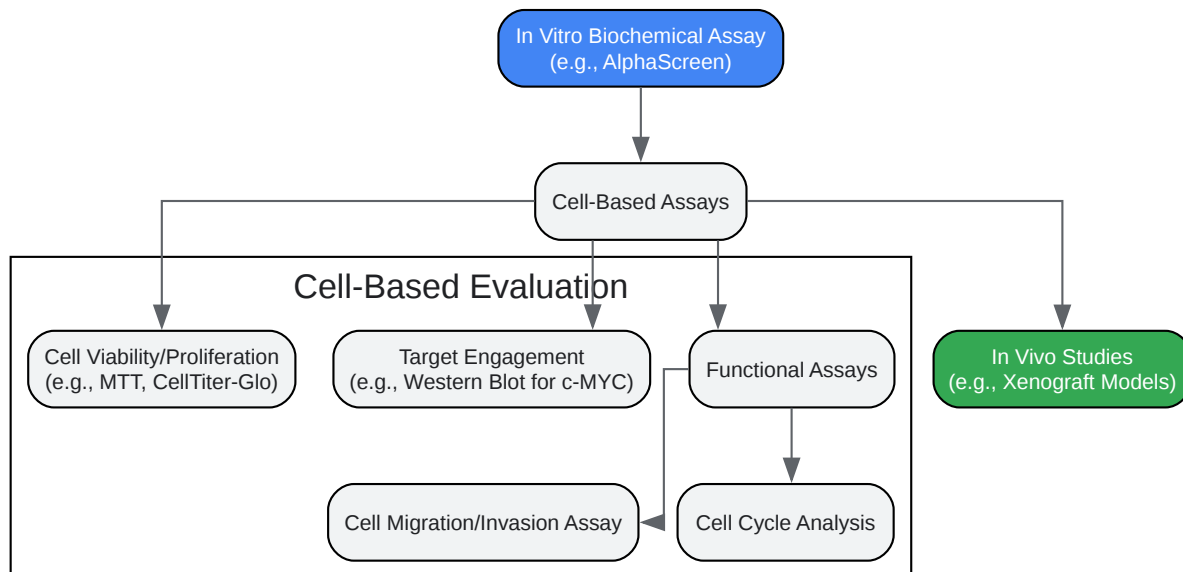 In Vitro Biochemical Assay
(e.g., AlphaScreen)
Cell-Based Assays
Cell-Based Evaluation
Cell Viability/Proliferation
(e.g., MTT, CellTiter-Glo)
Target Engagement
(e.g., Western Blot for c-MYC)
Functional Assays
In Vivo Studies
(e.g., Xenograft Models)
Cell Migration/Invasion Assay
Cell Cycle Analysis